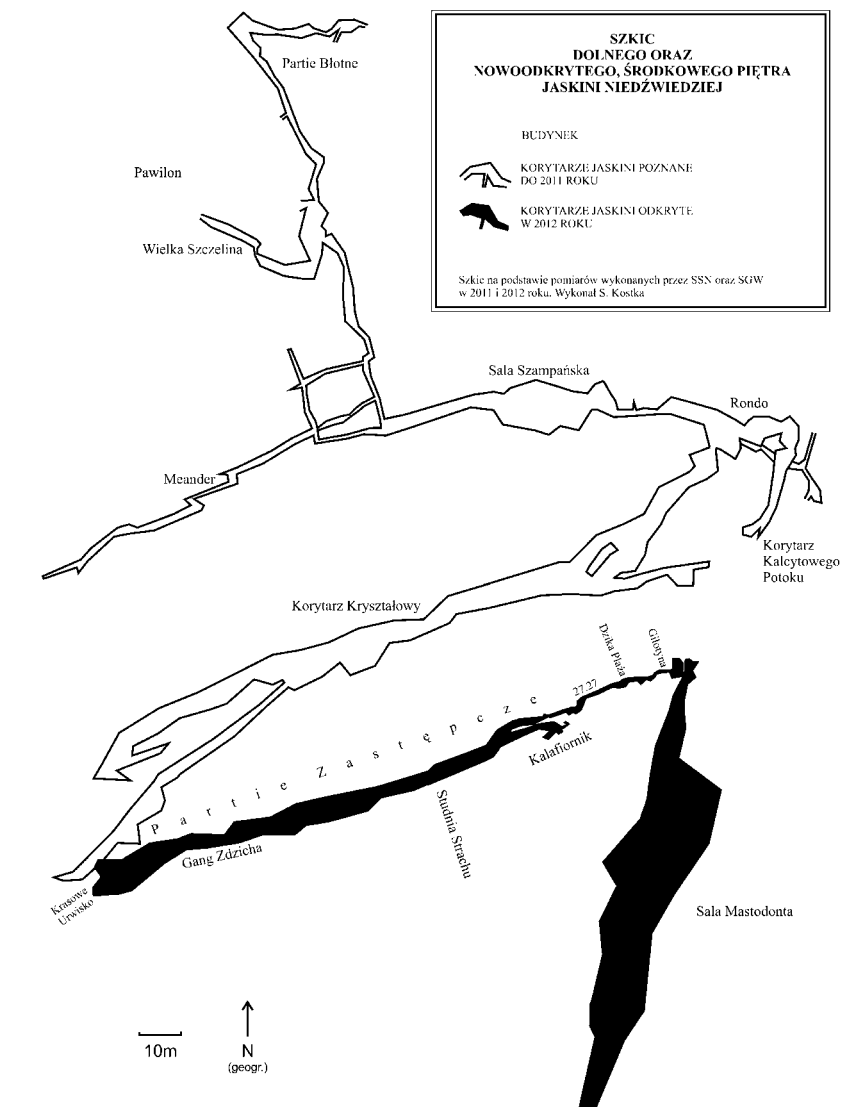 SZKIC
DOLNEGO ORAZ
NOWOODKRYTEGO, ŚRODKOWEGO PIĘTRA
JASKINI NIEDŹWIEDZIEJ
BUDYNEK
KORYTARZE JASKINI POZNANE
DO 2011 ROKU
KORYTARZE JASKINI ODKRYTE
W 2012 ROKU
Szkic na podstawie pomiarów wykonanych przez SSN oraz SGW
w 2011 i 2012 roku. Wykonał S. Kostka
Partie Błotne
Pawilon
Wielka Szczelina
Sala Szampańska
Rondo
Meander
Korytarz
Kalcytowego
Potoku
Korytarz Kryształowy
Dzika Plaża
Gilotyna
27.27
Partie Zastępcze
Kalafiornik
Studnia Strachu
Gang Zdzicha
Krasowe
Urwisko
Sala Mastodonta
10m
N
(geogr.)